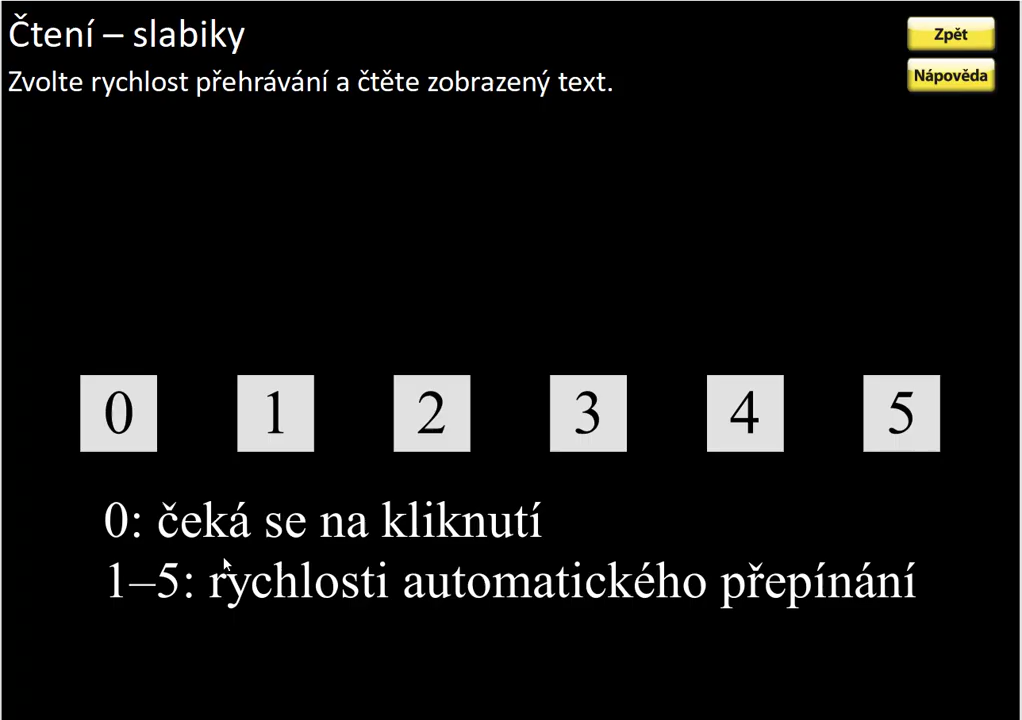 Čtení – slabiky
Zpět
Zvolte rychlost přehrávání a čtěte zobrazený text.
Nápověda
0 1 2 3 4 5
0: čeká se na kliknutí
1–5: rychlosti automatického přepínání